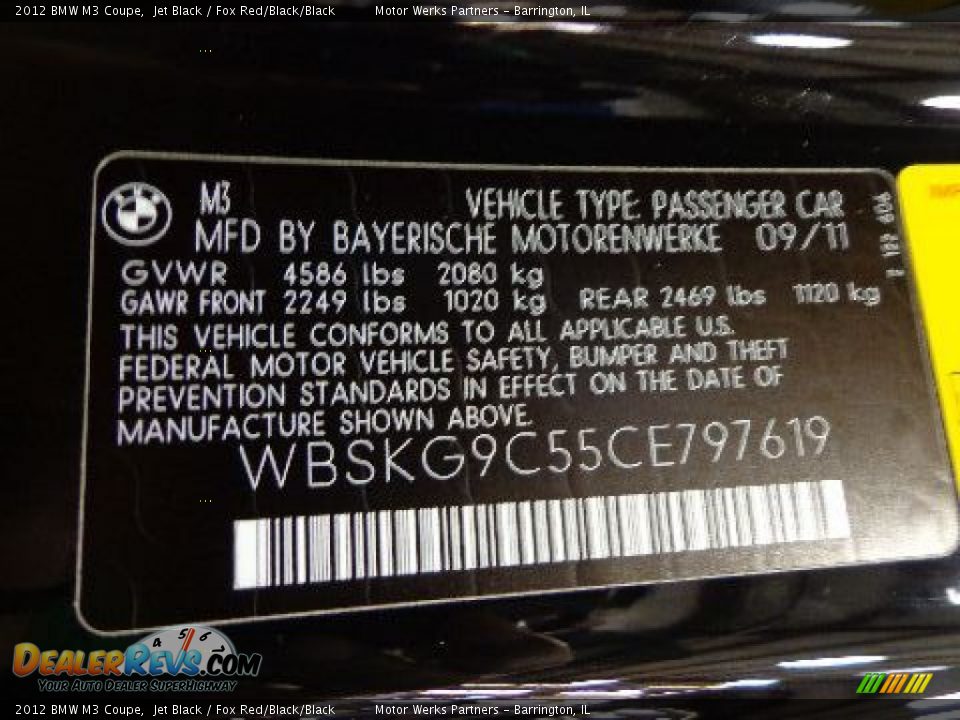 2012 BMW M3 Coupe, Jet Black / Fox Red/Black/Black Motor Werks Partners - Barrington, IL
M3 VEHICLE TYPE: PASSENGER CAR
MFD BY BAYERISCHE MOTORENWERKE 09/11
GVWR 4586 lbs 2080 kg
GAWR FRONT 2249 lbs 1020 kg REAR 2469 lbs 1120 kg
THIS VEHICLE CONFORMS TO ALL APPLICABLE U.S.
FEDERAL MOTOR VEHICLE SAFETY, BUMPER AND THEFT
PREVENTION STANDARDS IN EFFECT ON THE DATE OF
MANUFACTURE SHOWN ABOVE.
WBSKG9C55CE797619
4 5 6
DEALERREVS.COM
YOUR AUTO DEALER SUPERHIGHWAY
2012 BMW M3 Coupe, Jet Black / Fox Red/Black/Black Motor Werks Partners - Barrington, IL